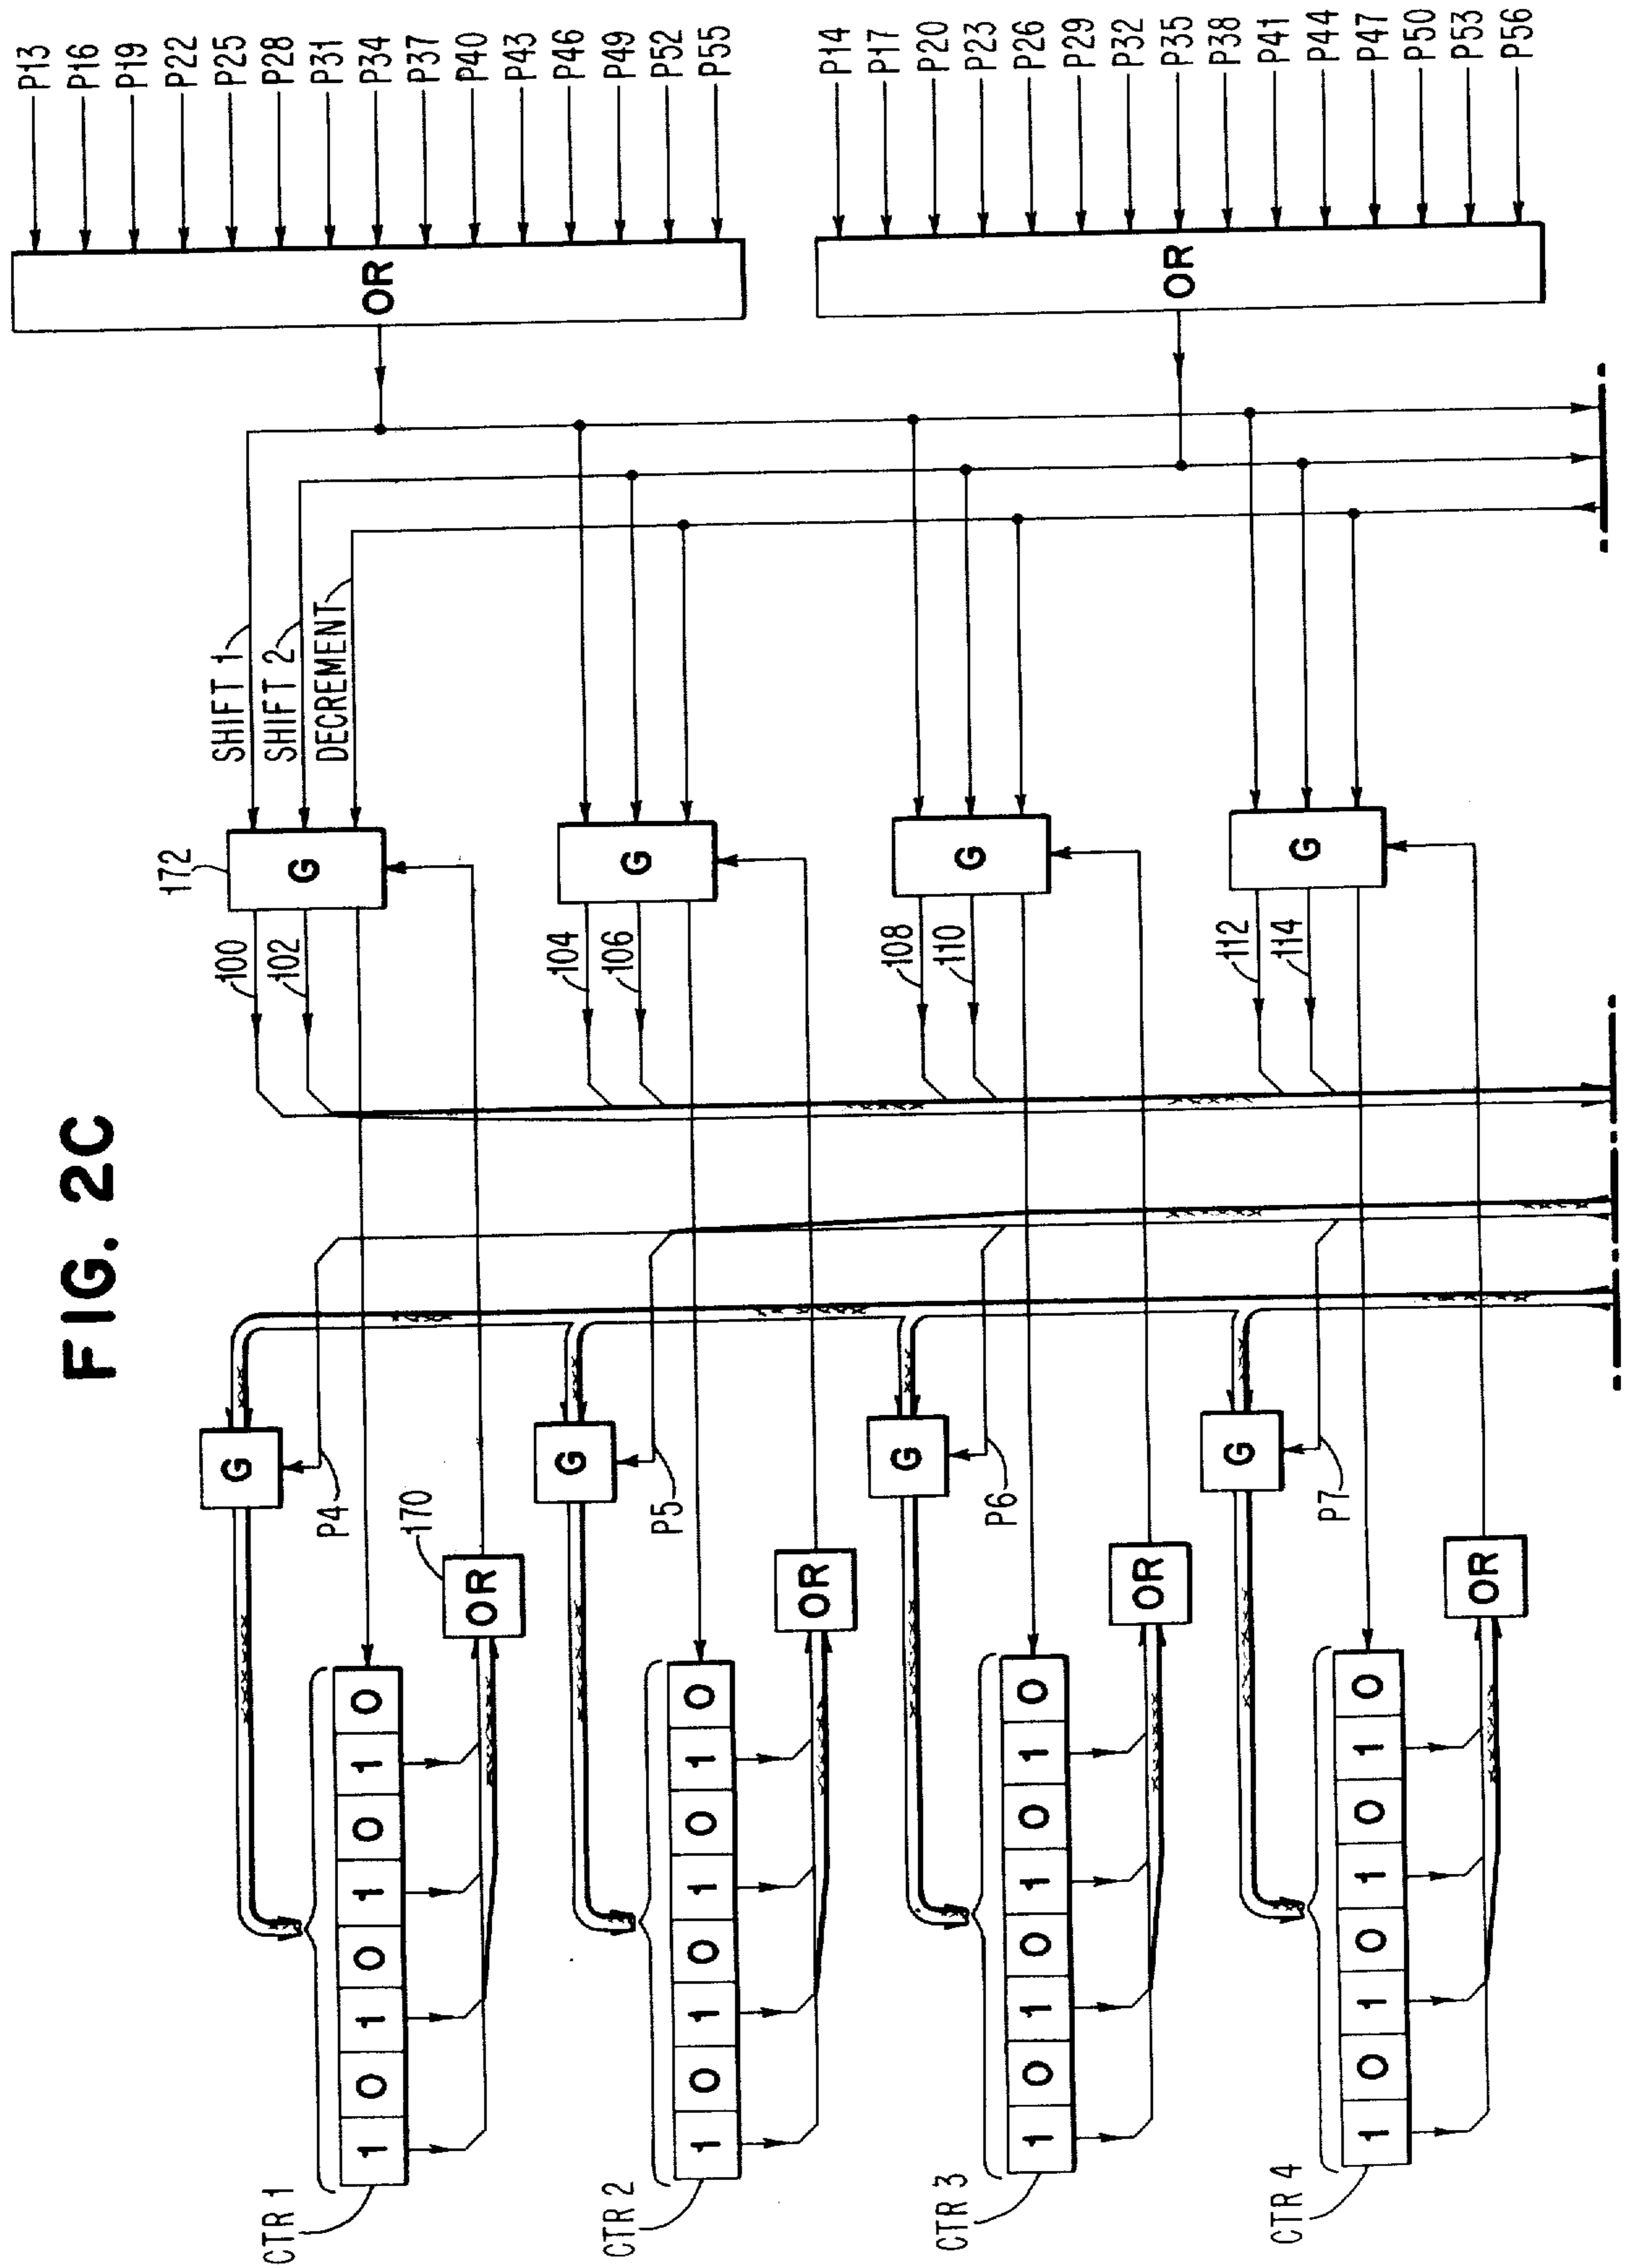 FIG. 2C
CTR 1
1 0 1 0 1 0 1 0
G
P4
170
OR
100
102
172
G
SHIFT 1
SHIFT 2
DECREMENT
OR
P13
P16
P19
P22
P25
P28
P31
P34
P37
P40
P43
P46
P49
P52
P55
CTR 2
1 0 1 0 1 0 1 0
G
P5
OR
104
106
G
CTR 3
1 0 1 0 1 0 1 0
G
P6
OR
108
110
G
OR
P14
P17
P20
P23
P26
P29
P32
P35
P38
P41
P44
P47
P50
P53
P56
CTR 4
1 0 1 0 1 0 1 0
G
P7
OR
112
114
G